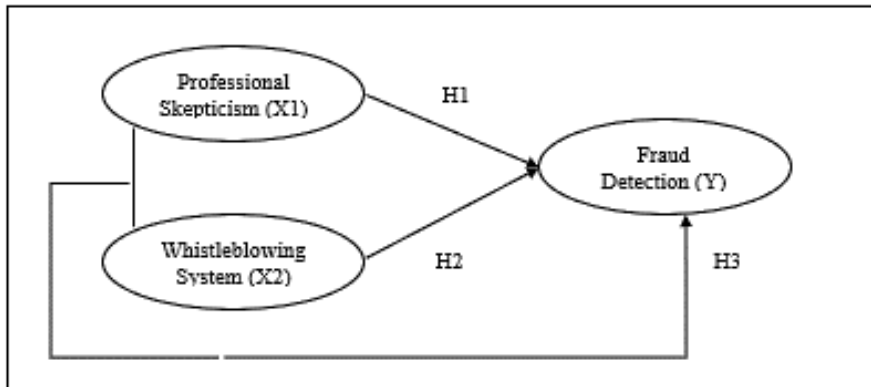 Professional
Skepticism (X1)
H1
Fraud
Detection (Y)
Whistleblowing
System (X2)
H2
H3